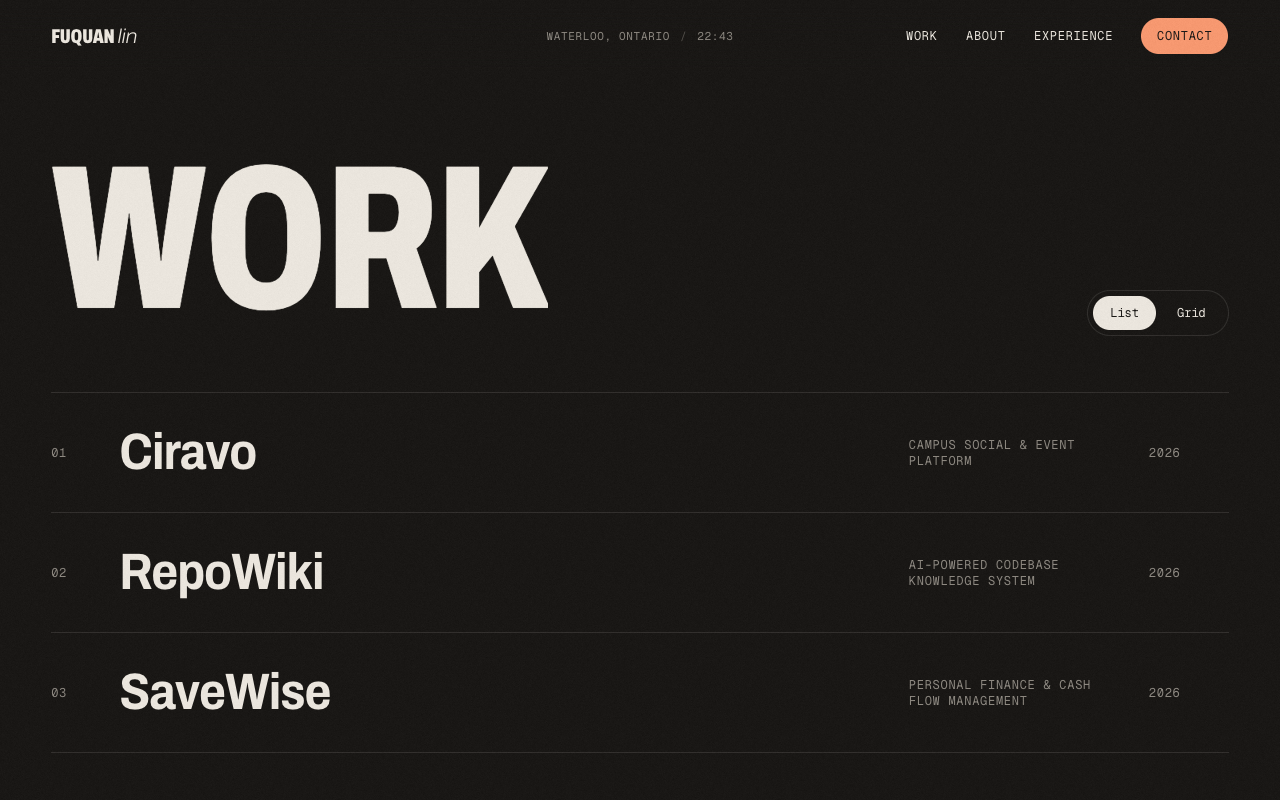 FUQUAN lin
WATERLOO, ONTARIO / 22:43
WORK
ABOUT
EXPERIENCE
CONTACT
WORK
List
Grid
01
Ciravo
CAMPUS SOCIAL & EVENT
PLATFORM
2026
02
RepoWiki
AI-POWERED CODEBASE
KNOWLEDGE SYSTEM
2026
03
SaveWise
PERSONAL FINANCE & CASH
FLOW MANAGEMENT
2026